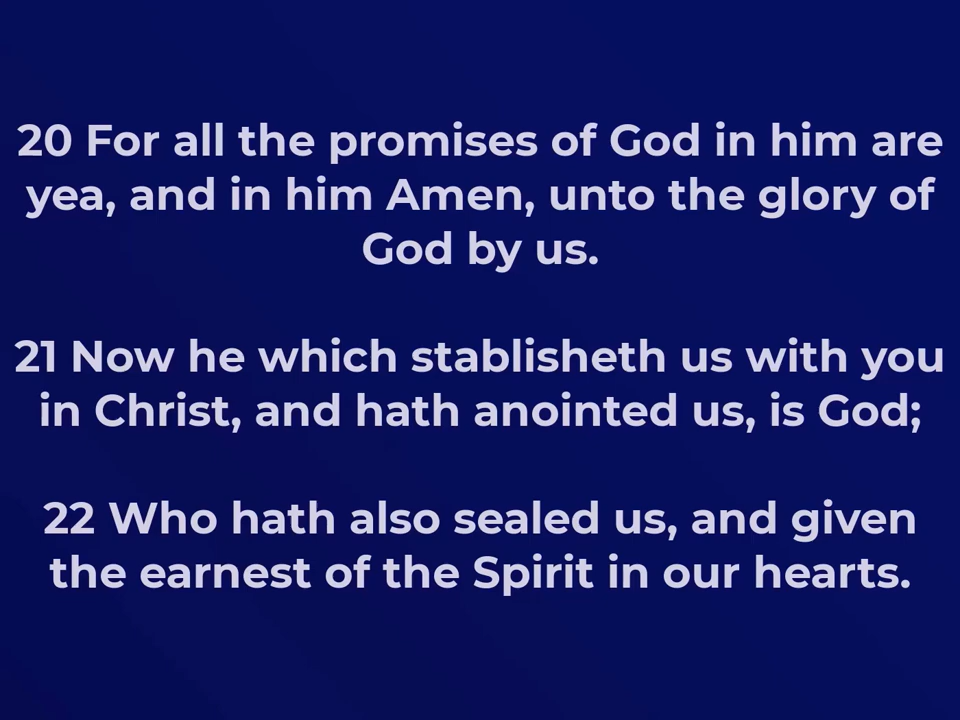 20 For all the promises of God in him are
yea, and in him Amen, unto the glory of
God by us.
21 Now he which stablisheth us with you
in Christ, and hath anointed us, is God;
22 Who hath also sealed us, and given
the earnest of the Spirit in our hearts.